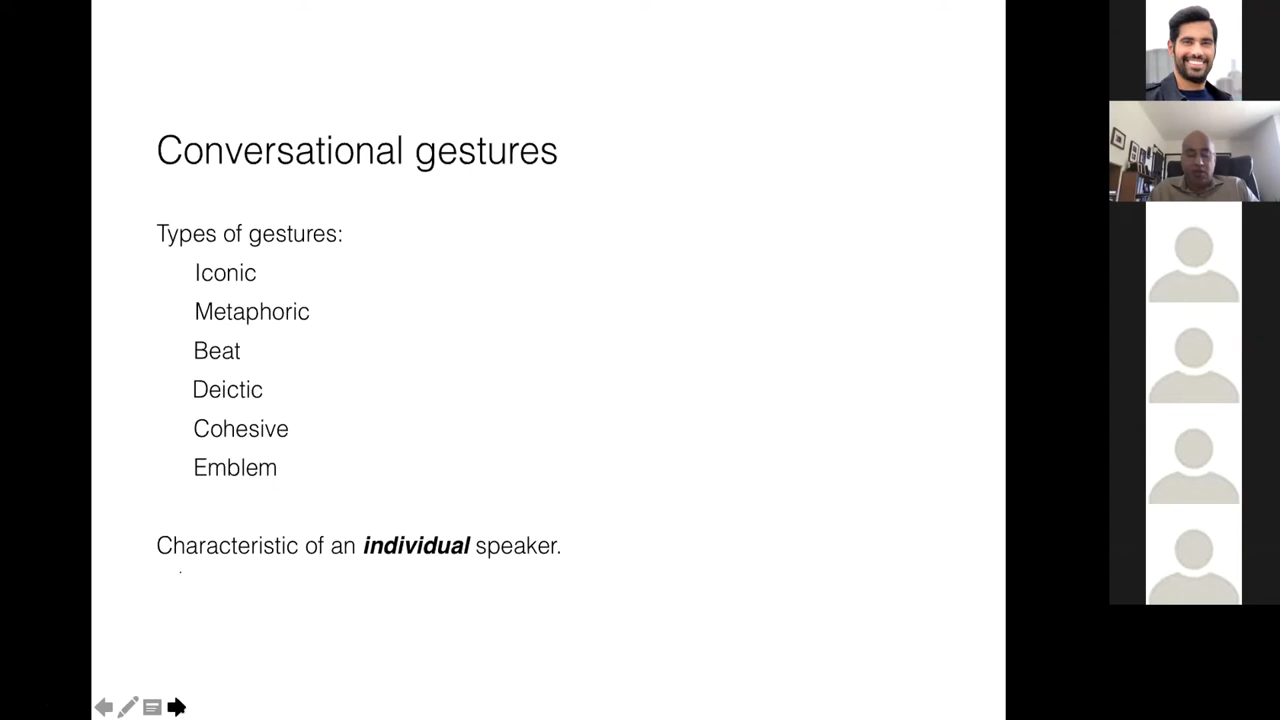 Conversational gestures
Types of gestures:
Iconic
Metaphoric
Beat
Deictic
Cohesive
Emblem
Characteristic of an individual speaker.